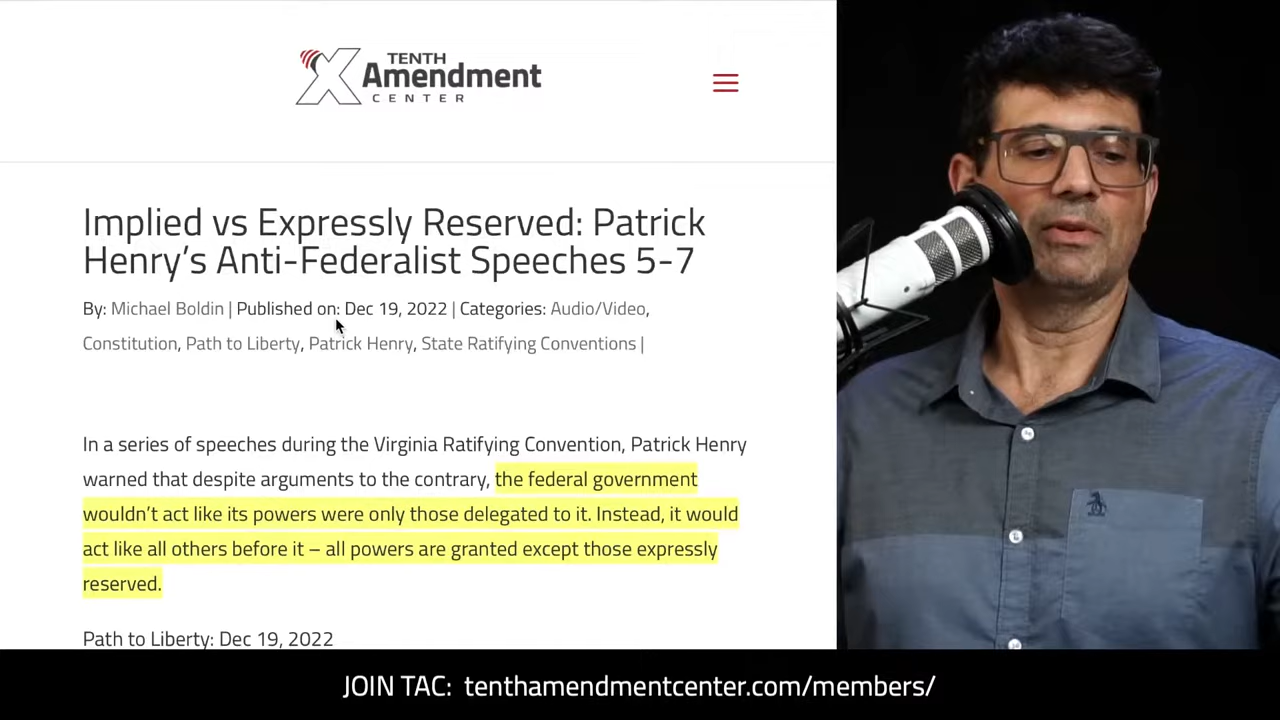 TENTH
Amendment
CENTER
Implied vs Expressly Reserved: Patrick
Henry’s Anti-Federalist Speeches 5-7
By: Michael Boldin | Published on: Dec 19, 2022 | Categories: Audio/Video,
Constitution, Path to Liberty, Patrick Henry, State Ratifying Conventions |
In a series of speeches during the Virginia Ratifying Convention, Patrick Henry
warned that despite arguments to the contrary, the federal government
wouldn’t act like its powers were only those delegated to it. Instead, it would
act like all others before it – all powers are granted except those expressly
reserved.
Path to Liberty: Dec 19, 2022
JOIN TAC: tenthamendmentcenter.com/members/